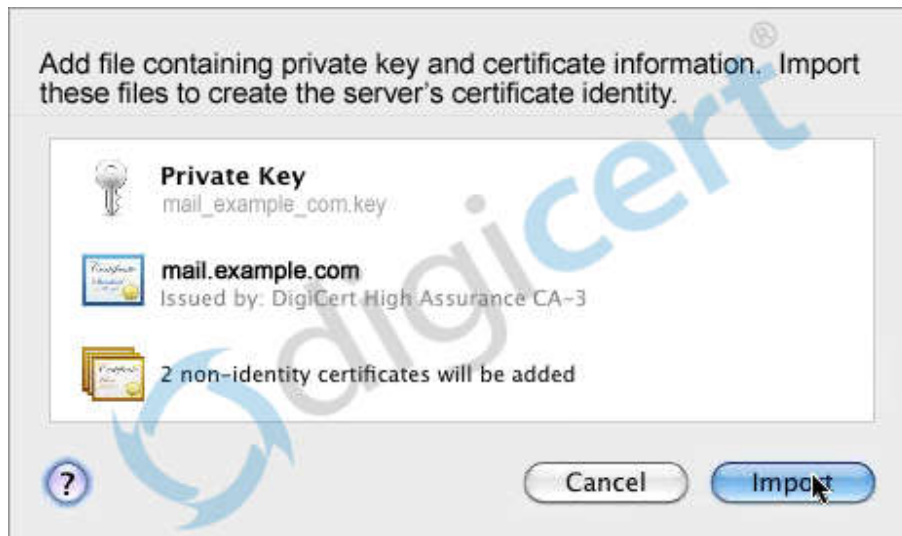 Add file containing private key and certificate information. Import
these files to create the server's certificate identity.
Private Key
mail_example_com.key
mail.example.com
Issued by: DigiCert High Assurance CA-3
2 non-identity certificates will be added
digicert®
?
Cancel
Import